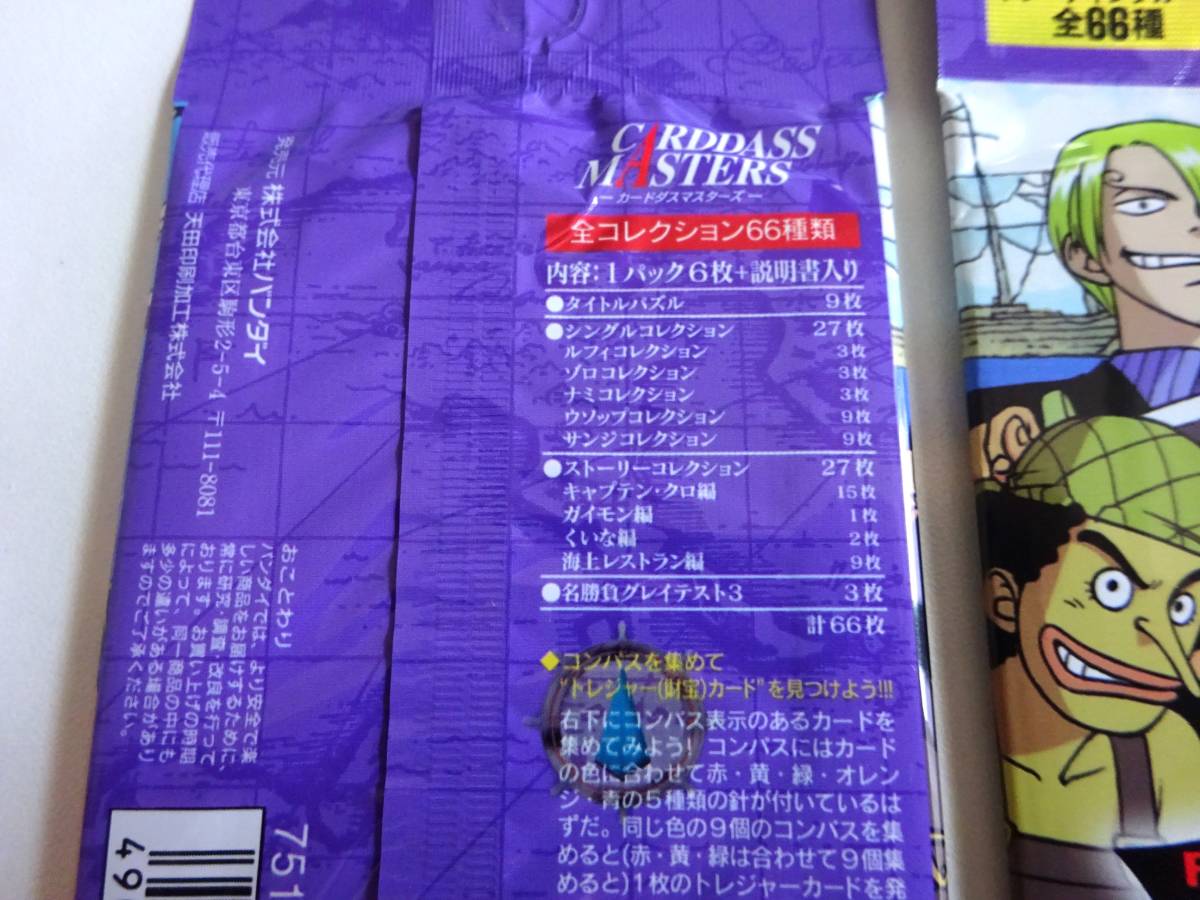 CARDDASS
MASTERS
ーカードダスマスターズー
全コレクション66種類
内容：1パック6枚+説明書入り
●タイトルパズル 9枚
●シングルコレクション 27枚
ルフィコレクション 3枚
ゾロコレクション 3枚
ナミコレクション 3枚
ウソップコレクション 9枚
サンジコレクション 9枚
●ストーリーコレクション 27枚
キャプテン・クロ編 15枚
ガイモン編 1枚
くいな編 2枚
海上レストラン編 9枚
●名勝負グレイテスト3 3枚
計66枚
◆コンパスを集めて
"トレジャー(財宝)カード"を見つけよう!!!
右下にコンパス表示のあるカードを
集めてみよう! コンパスにはカード
の色に合わせて赤・黄・緑・オレン
ジ・青の5種類の針が付いているは
ずだ。同じ色の9個のコンパスを集
めると(赤・黄・緑は合わせて9個集
めると)1枚のトレジャーカードを発
発売元 株式会社バンダイ
東京都台東区駒形2-5-4 〒111-8081
販売代理店 天田印刷加工株式会社
おことわり
バンダイでは、より安全で楽
しい商品をお届けするために、
常に研究、調査、改良を行って
おります。お買い上げの時期
によって、同一商品の中にも
多少の違いがある場合があり
ますのでご了承ください。
751
49
全66種